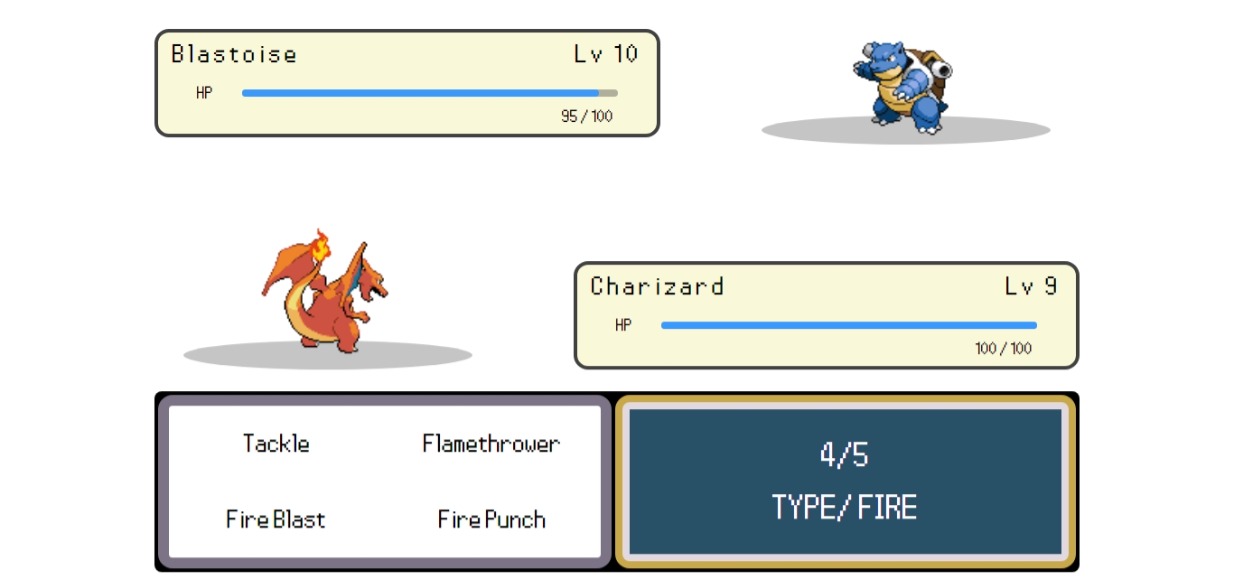 Blastoise Lv 10
HP
95/100
Charizard Lv 9
HP
100/100
Tackle Flamethrower
Fire Blast Fire Punch
4/5
TYPE/ FIRE